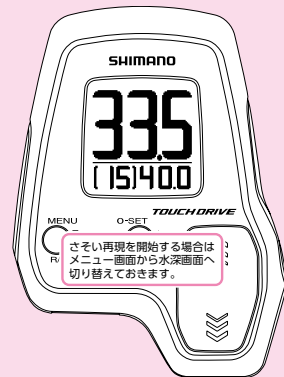 SHIMANO
33.5
(15)40.0
TOUCH DRIVE
MENU
0-SET
さそい再現を開始する場合は
メニュー画面から水深画面へ
切り替えておきます。